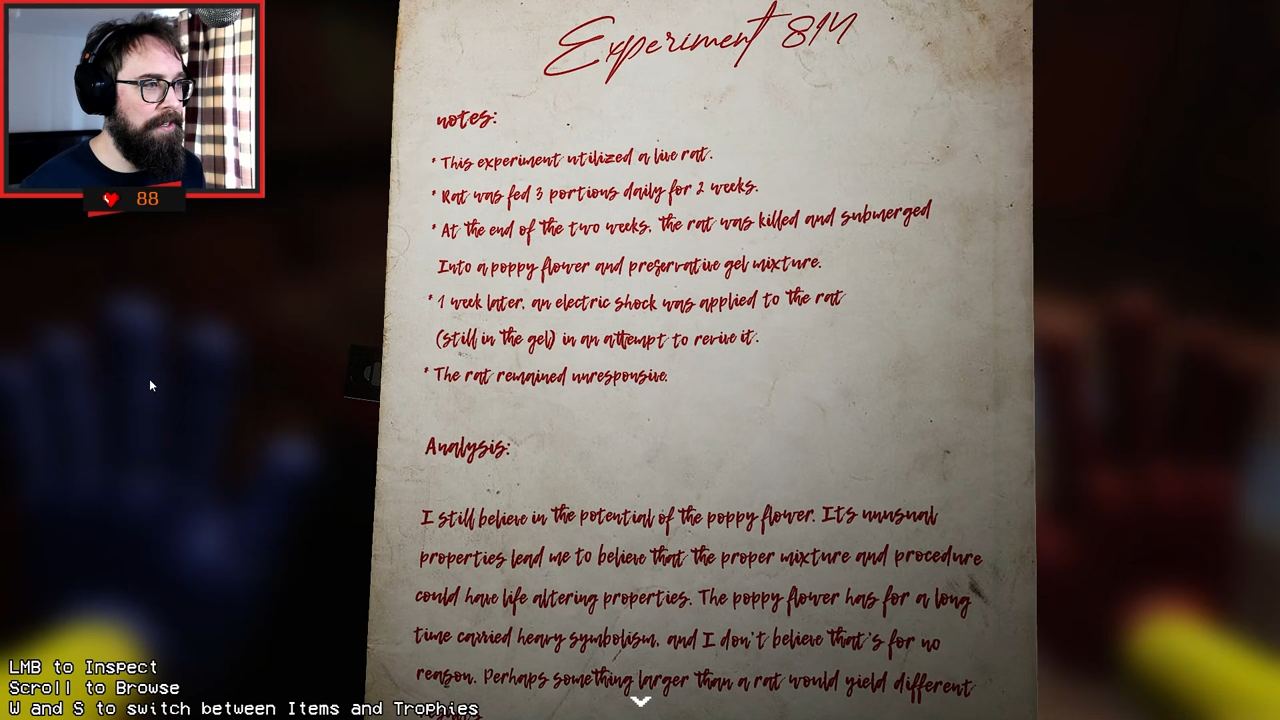 Experiment 814
88
notes:
* This experiment utilized a live rat.
* Rat was fed 3 portions daily for 2 weeks.
* At the end of the two weeks, the rat was killed and submerged
Into a poppy flower and preservative gel mixture.
* 1 week later, an electric shock was applied to the rat
(still in the gel) in an attempt to revive it.
* The rat remained unresponsive.
Analysis:
I still believe in the potential of the poppy flower. Its unusual
properties lead me to believe that the proper mixture and procedure
could have life altering properties. The poppy flower has for a long
time carried heavy symbolism, and I don't believe that's for no
reason. Perhaps something larger than a rat would yield different
LMB to Inspect
Scroll to Browse
W and S to switch between Items and Trophies